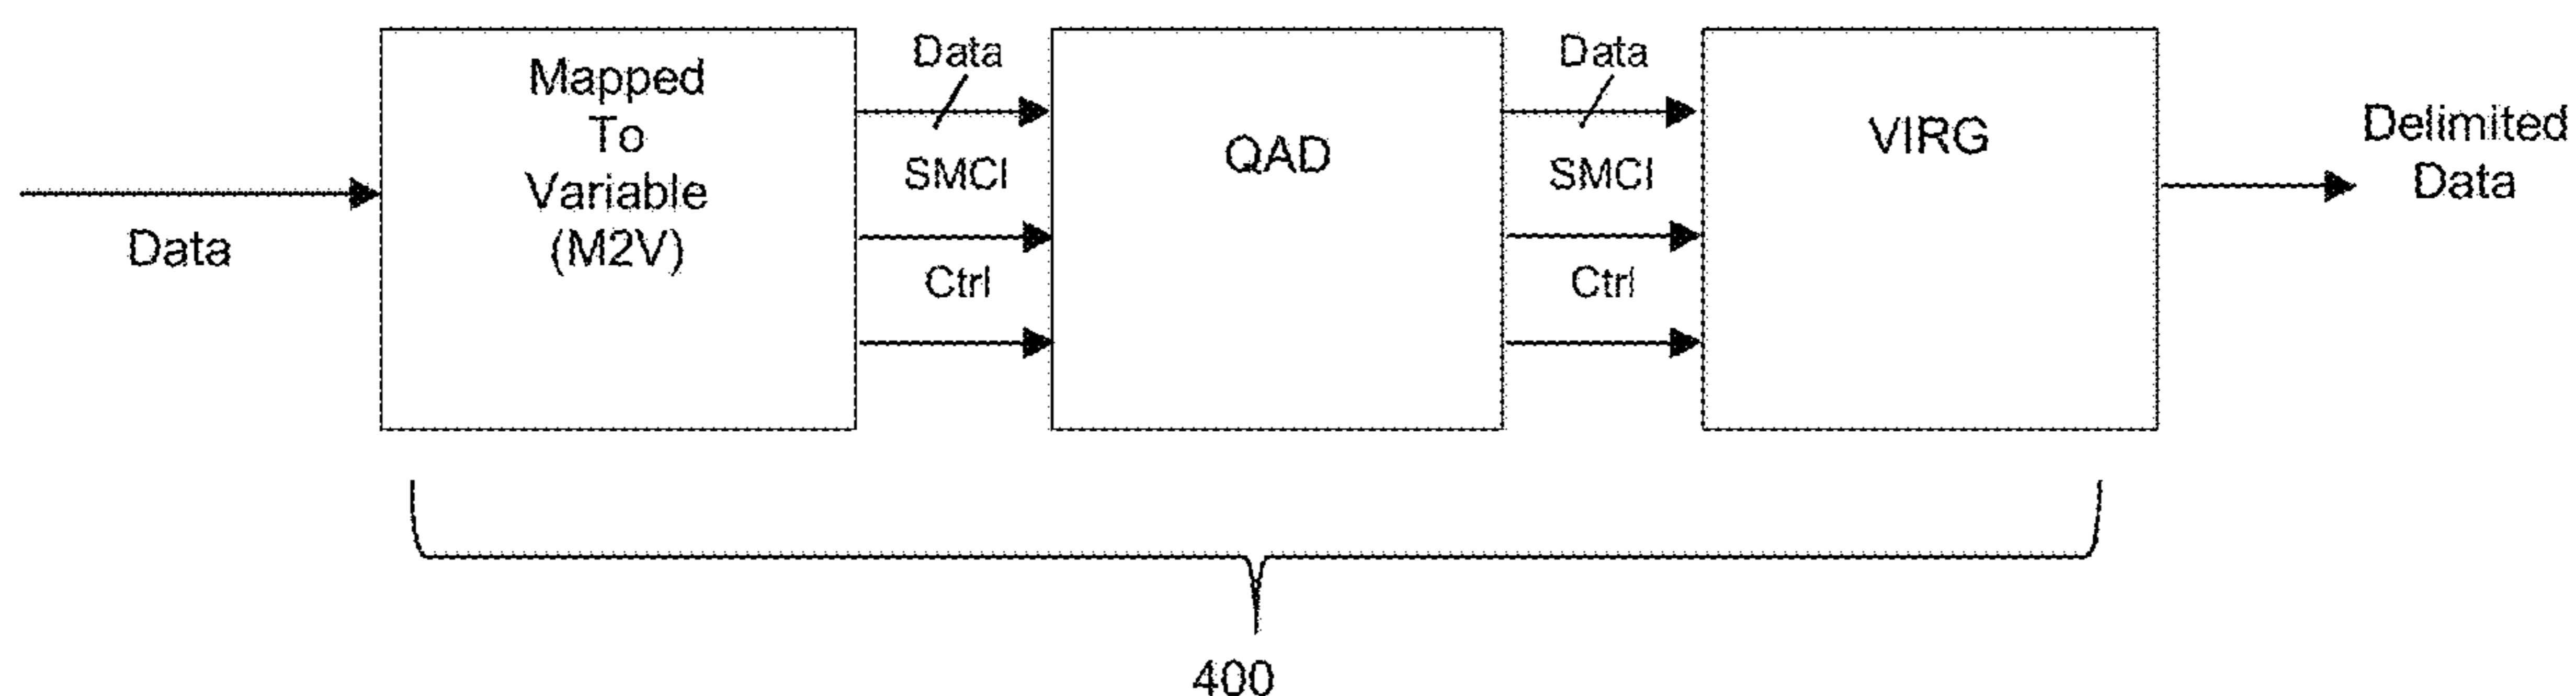 Data
Mapped
To
Variable
(M2V)
Data
SMCI
Ctrl
QAD
Data
SMCI
Ctrl
VIRG
Delimited
Data
400